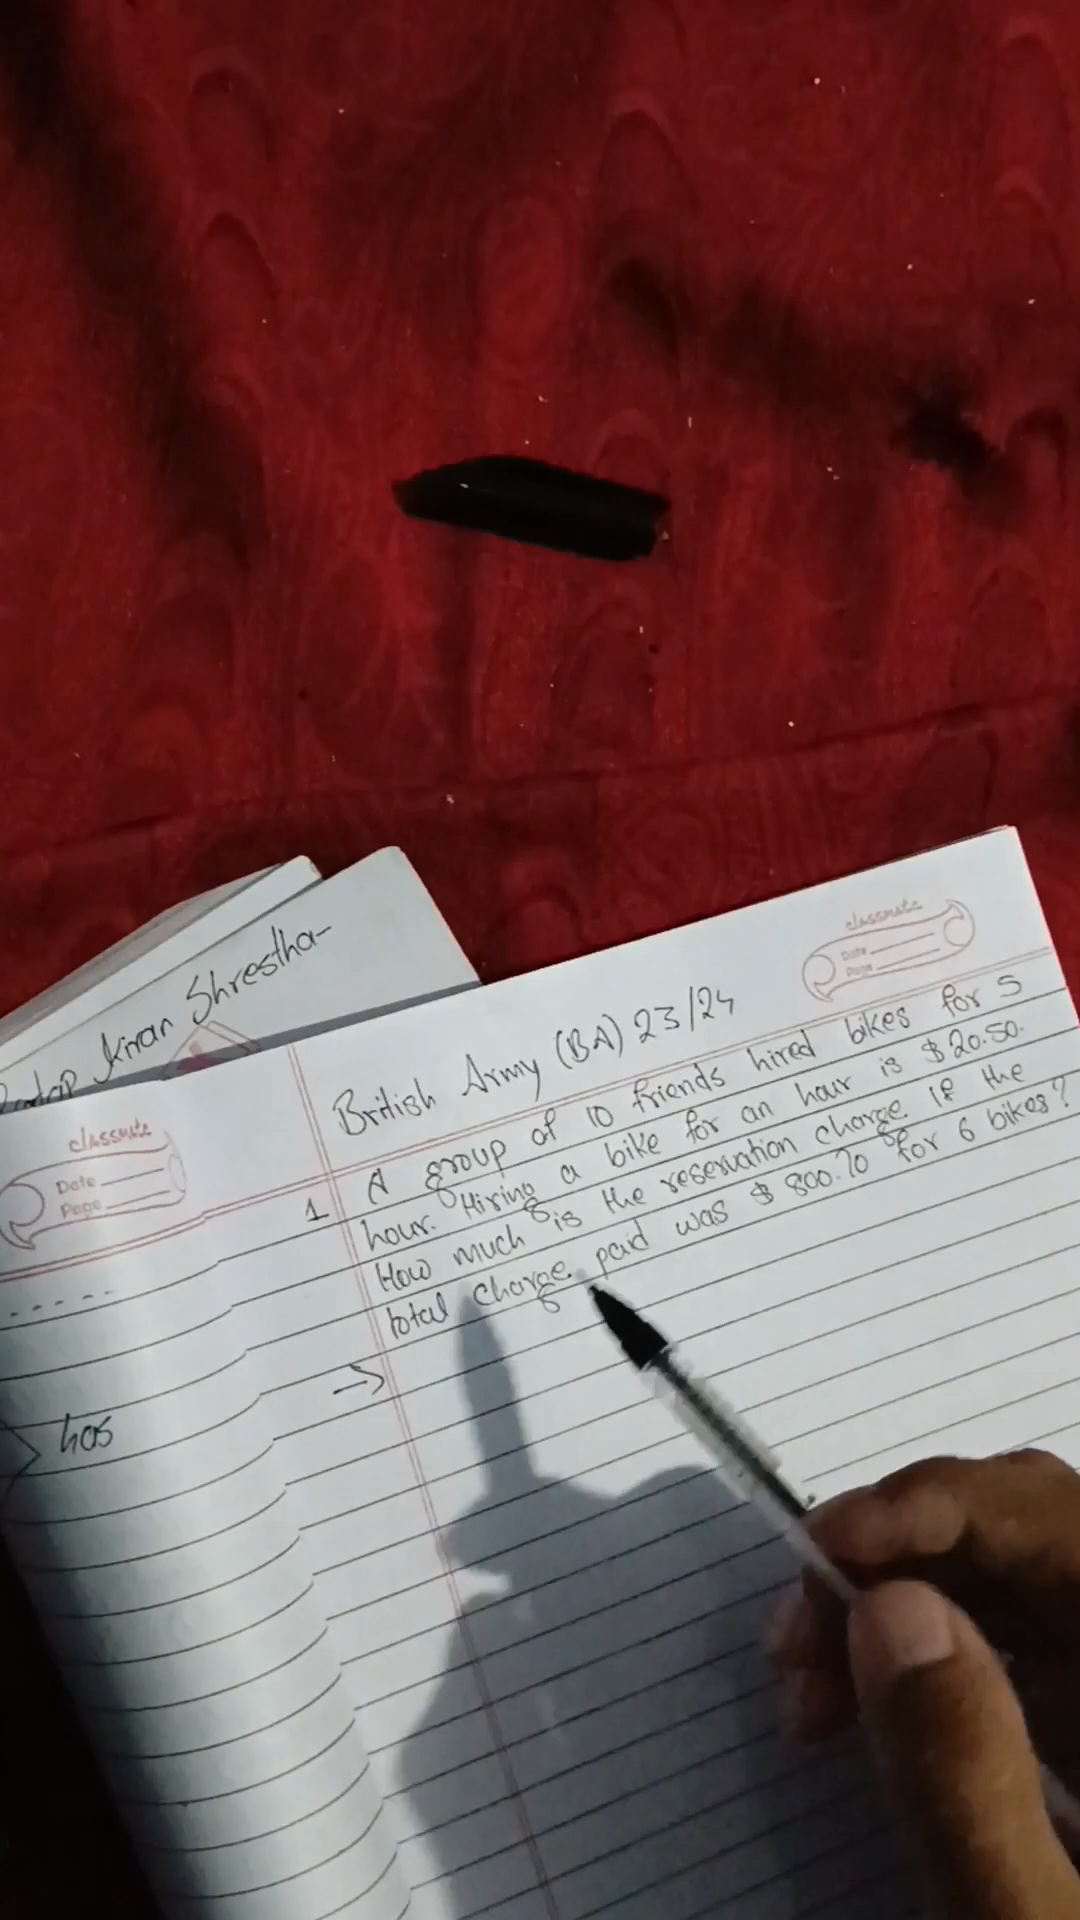 Kiran Shrestha
classmate
Date
Page
British Army (BA) 23/24
classmate
Date
Page
1 A group of 10 friends hired bikes for 5
hour. Hiring a bike for an hour is $20.50.
How much is the reservation charge if the
total charge paid was $800.70 for 6 bikes?
→
has